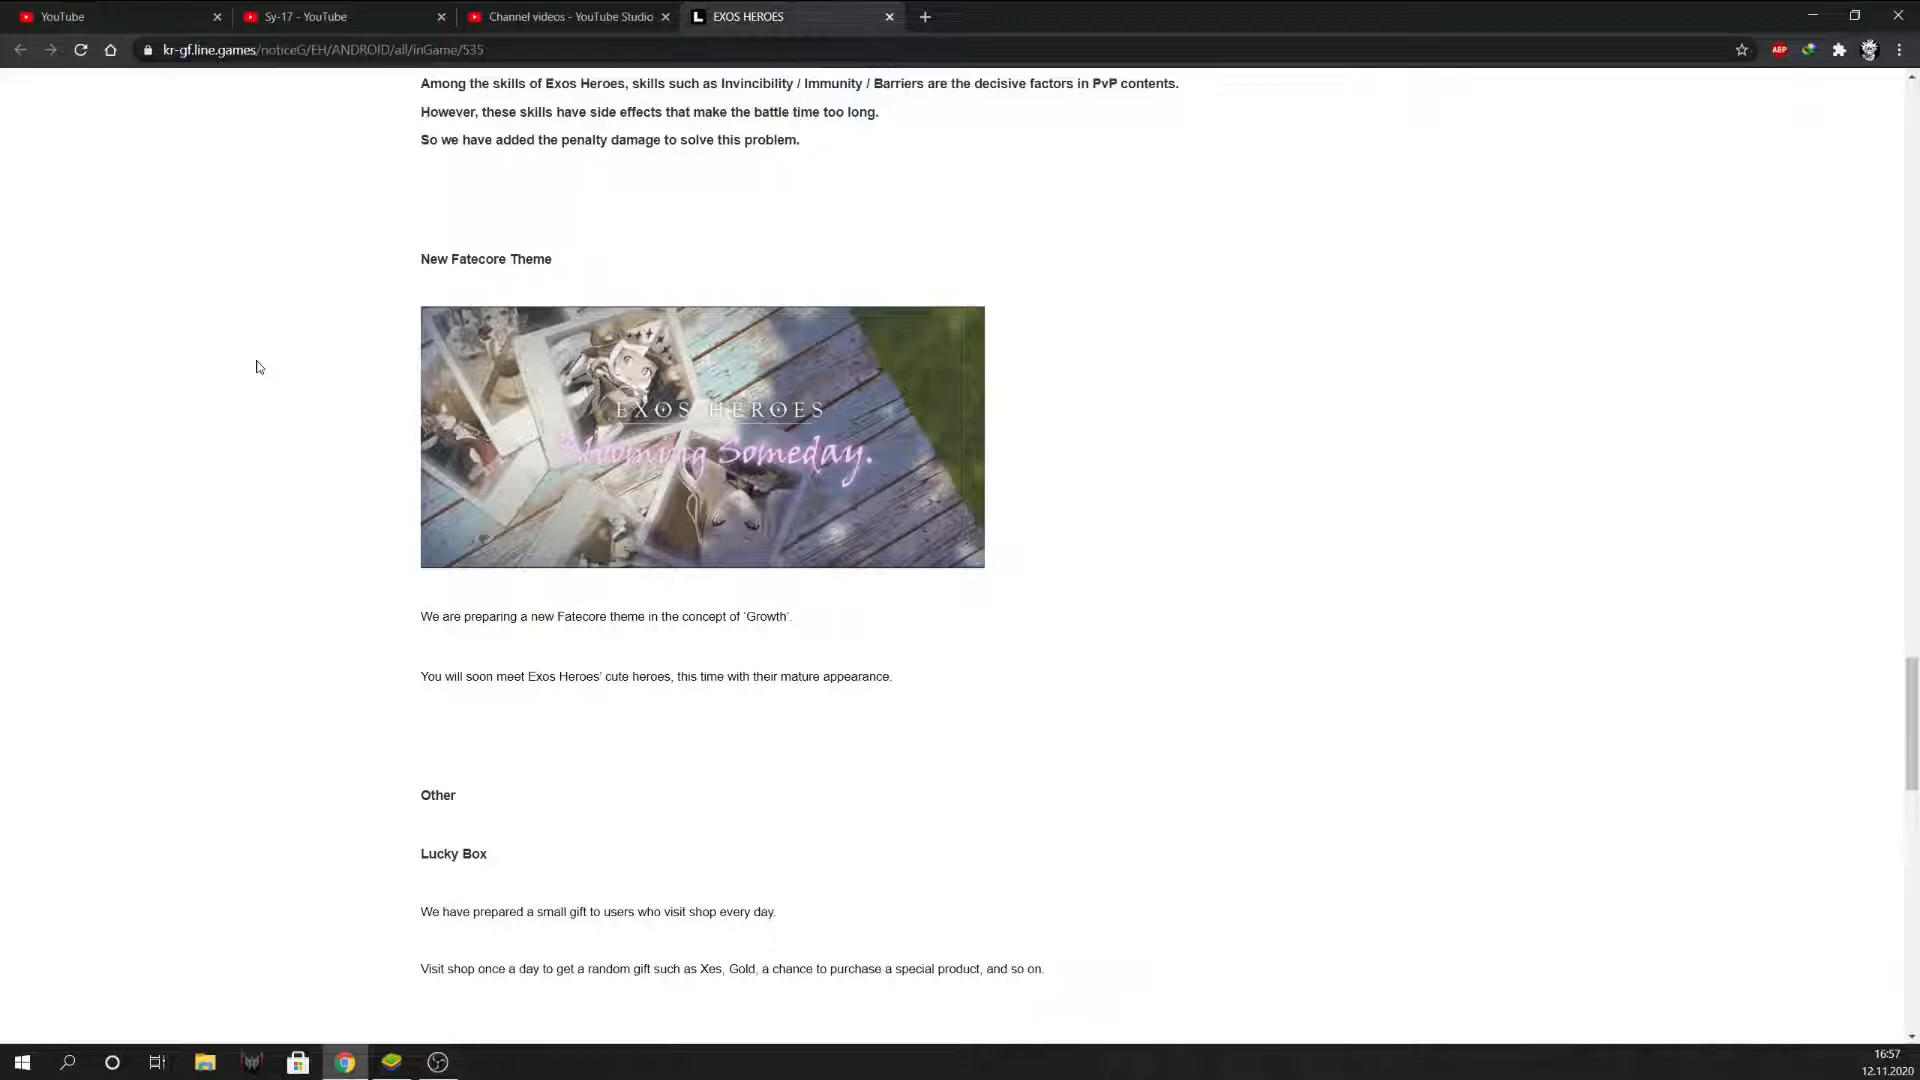 YouTube
Sy-17 - YouTube
Channel videos - YouTube Studio
EXOS HEROES
kr-gf.line.games/noticeG/EH/ANDROID/all/inGame/535
ABP
Among the skills of Exos Heroes, skills such as Invincibility / Immunity / Barriers are the decisive factors in PvP contents.
However, these skills have side effects that make the battle time too long.
So we have added the penalty damage to solve this problem.
New Fatecore Theme
EXOS HEROES
Blooming Someday.
We are preparing a new Fatecore theme in the concept of ‘Growth’.
You will soon meet Exos Heroes’ cute heroes, this time with their mature appearance.
Other
Lucky Box
We have prepared a small gift to users who visit shop every day.
Visit shop once a day to get a random gift such as Xes, Gold, a chance to purchase a special product, and so on.
16:57
12.11.2020